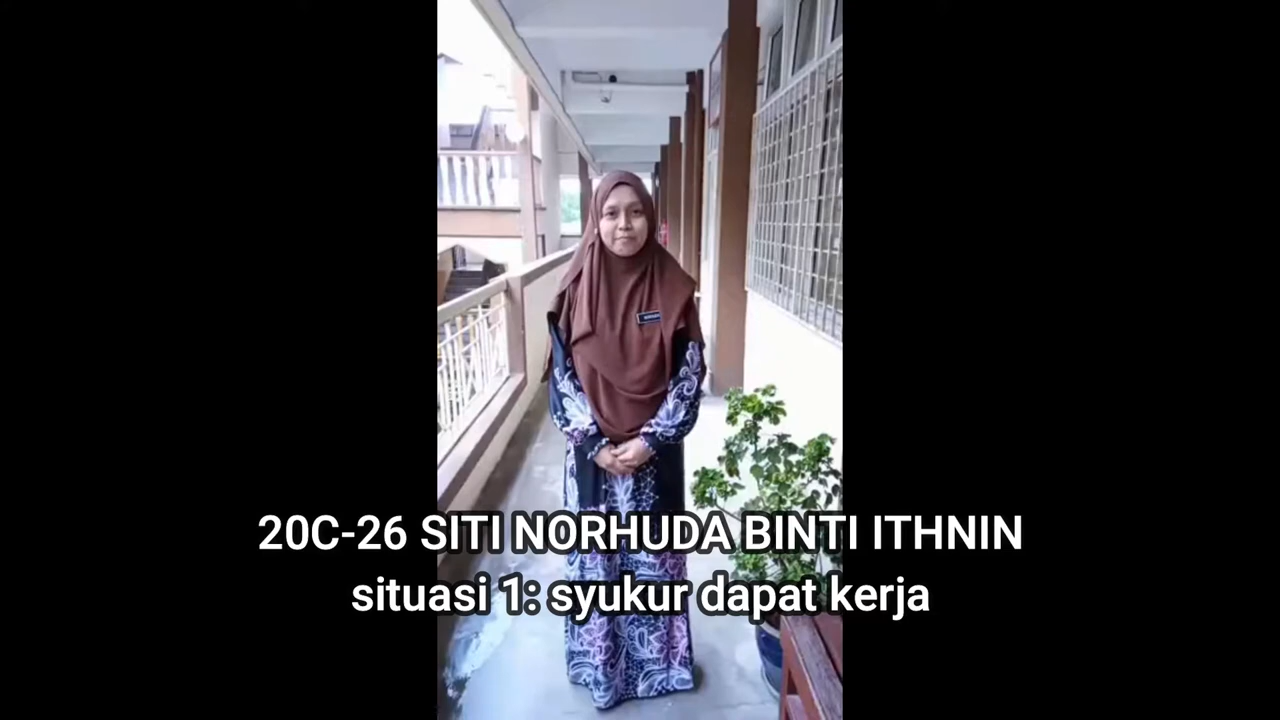 20C-26 SITI NORHUDA BINTI ITHNIN
situasi 1: syukur dapat kerja